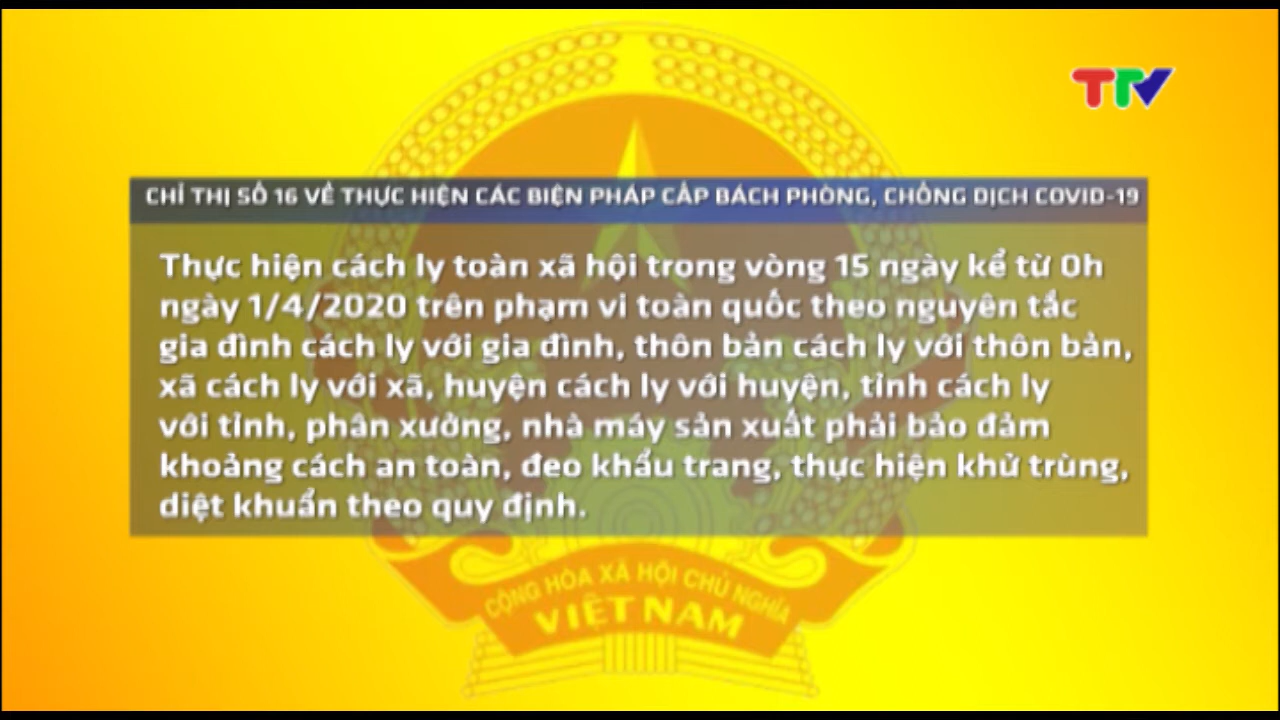 TTV
CHỈ THỊ SỐ 16 VỀ THỰC HIỆN CÁC BIỆN PHÁP CẤP BÁCH PHÒNG, CHỐNG DỊCH COVID-19
Thực hiện cách ly toàn xã hội trong vòng 15 ngày kể từ 0h
ngày 1/4/2020 trên phạm vi toàn quốc theo nguyên tắc
gia đình cách ly với gia đình, thôn bản cách ly với thôn bản,
xã cách ly với xã, huyện cách ly với huyện, tỉnh cách ly
với tỉnh, phân xưởng, nhà máy sản xuất phải bảo đảm
khoảng cách an toàn, đeo khẩu trang, thực hiện khử trùng,
diệt khuẩn theo quy định.
CỘNG HÒA XÃ HỘI CHỦ NGHĨA
VIỆT NAM